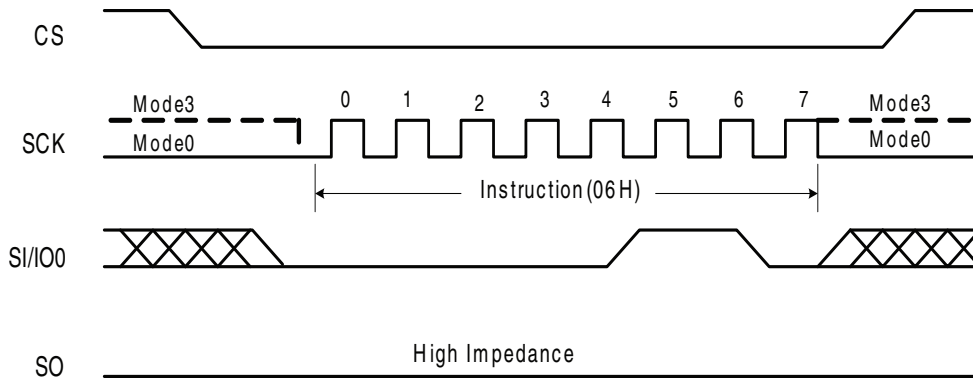 CS
Mode3
0 1 2 3 4 5 6 7
Mode3
SCK
Mode0
Mode0
Instruction(06H)
SI/IO0
High Impedance
SO